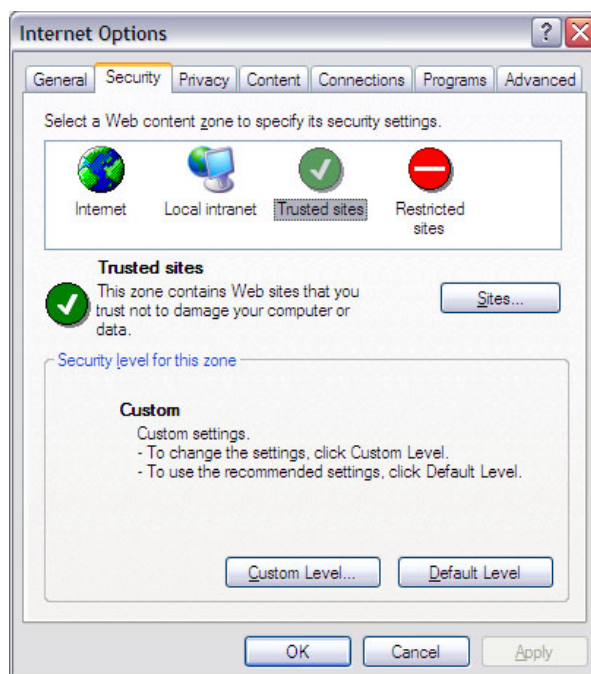 Internet Options
General Security Privacy Content Connections Programs Advanced
Select a Web content zone to specify its security settings.
Internet Local intranet Trusted sites Restricted sites
Trusted sites
This zone contains Web sites that you
trust not to damage your computer or
data.
Sites...
Security level for this zone
Custom
Custom settings.
- To change the settings, click Custom Level.
- To use the recommended settings, click Default Level.
Custom Level... Default Level
OK Cancel Apply